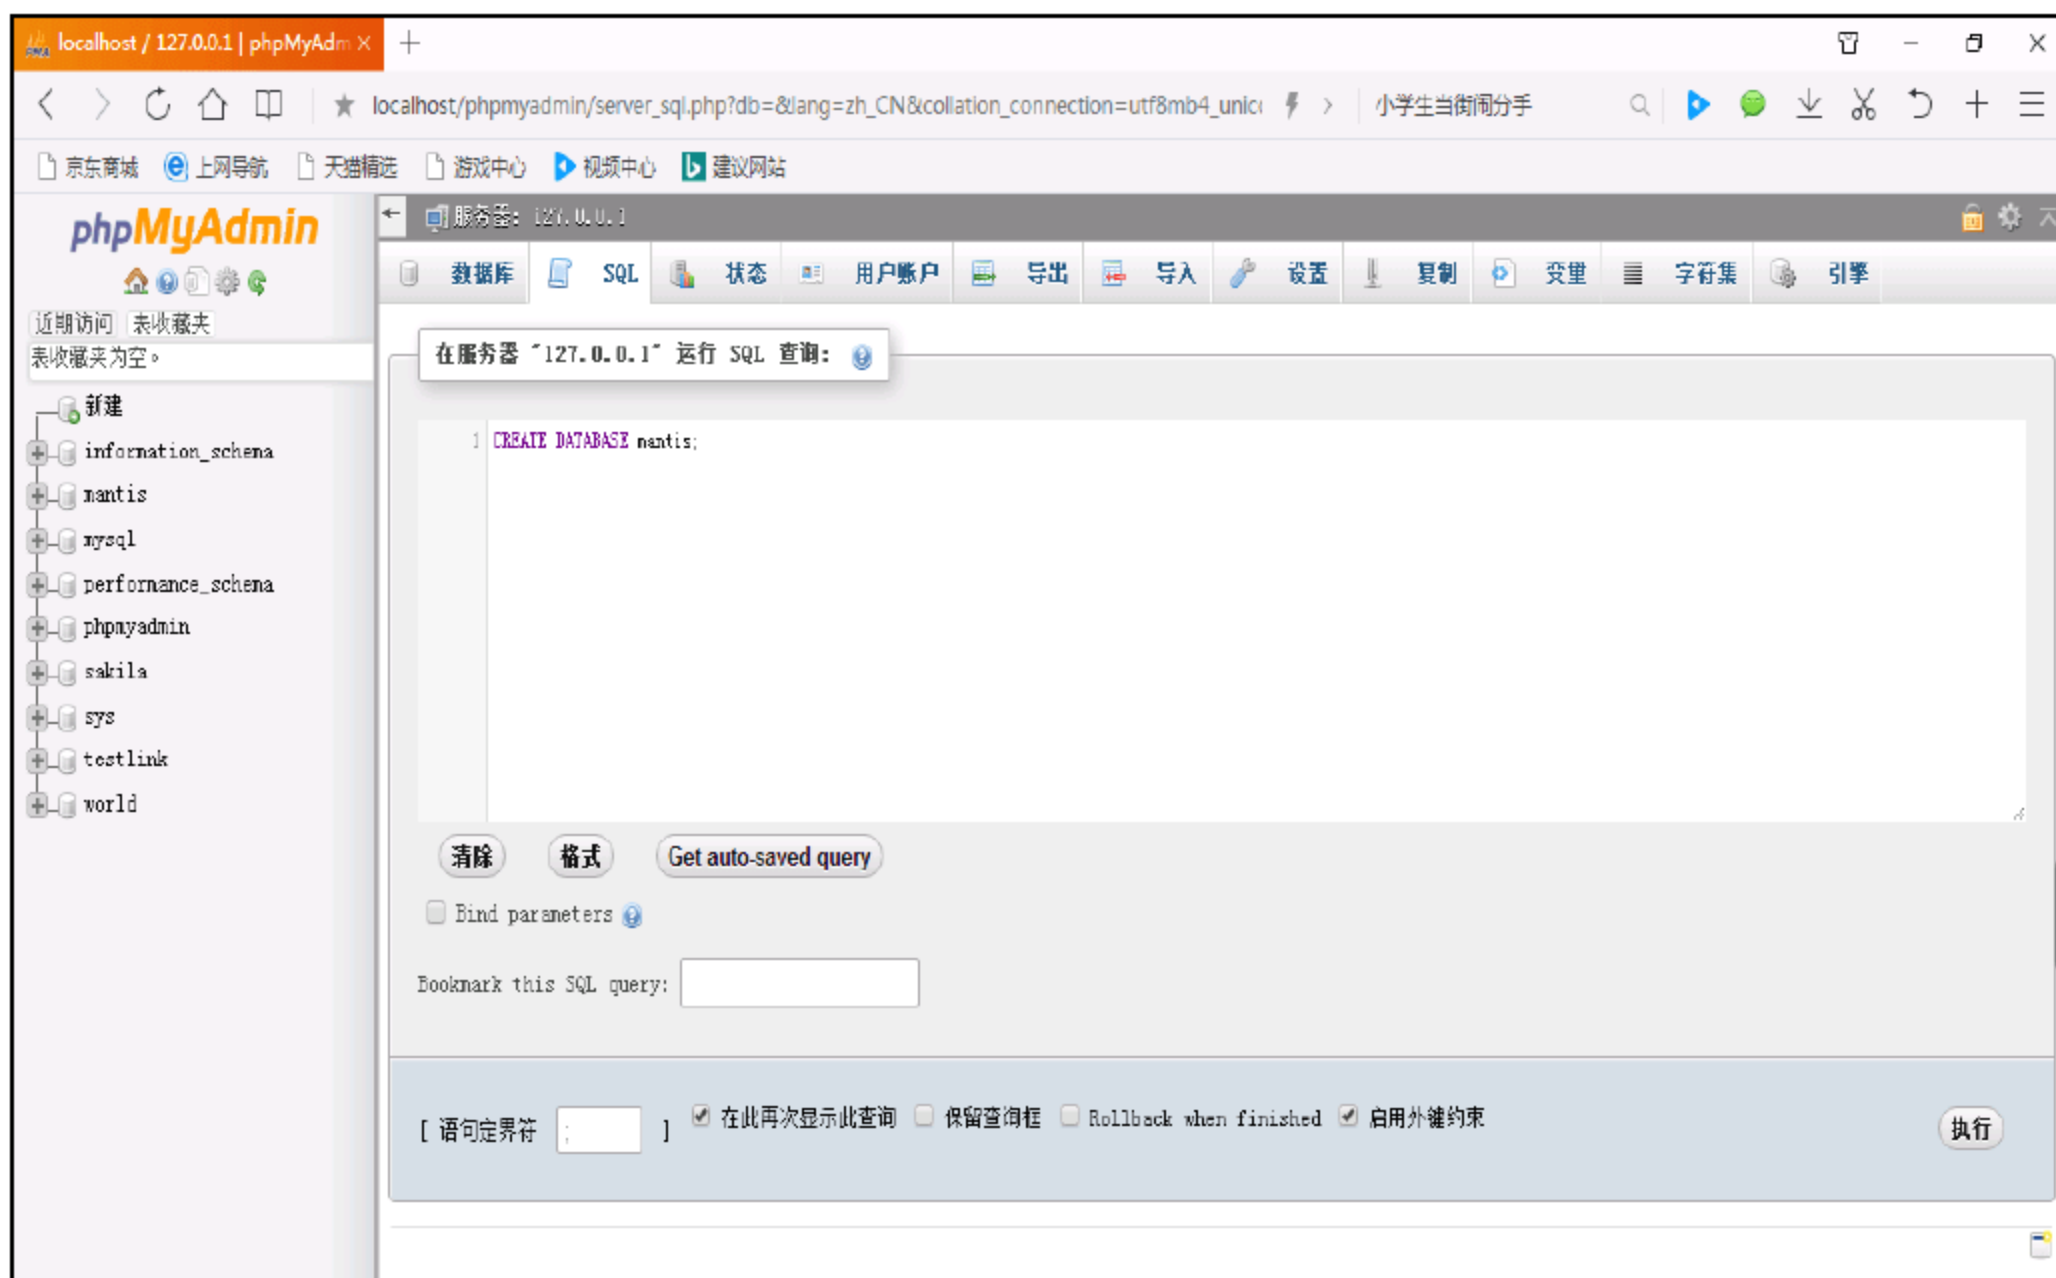 localhost / 127.0.0.1 | phpMyAdm
localhost/phpmyadmin/server_sql.php?db=&lang=zh_CN&collation_connection=utf8mb4_unic 小学生当街闹分手
京东商城 上网导航 天猫精选 游戏中心 视频中心 建议网站
phpMyAdmin
近期访问 表收藏夹
表收藏夹为空。
新建
information_schema
mantis
mysql
performance_schema
phpmyadmin
sakila
sys
testlink
world
服务器: 127.0.0.1
数据库 SQL 状态 用户账户 导出 导入 设置 复制 变量 字符集 引擎
在服务器 "127.0.0.1" 运行 SQL 查询:
1 CREATE DATABASE mantis;
清除 格式 Get auto-saved query
Bind parameters
Bookmark this SQL query:
[ 语句定界符 ; ] 在此再次显示此查询 保留查询框 Rollback when finished 启用外键约束 执行